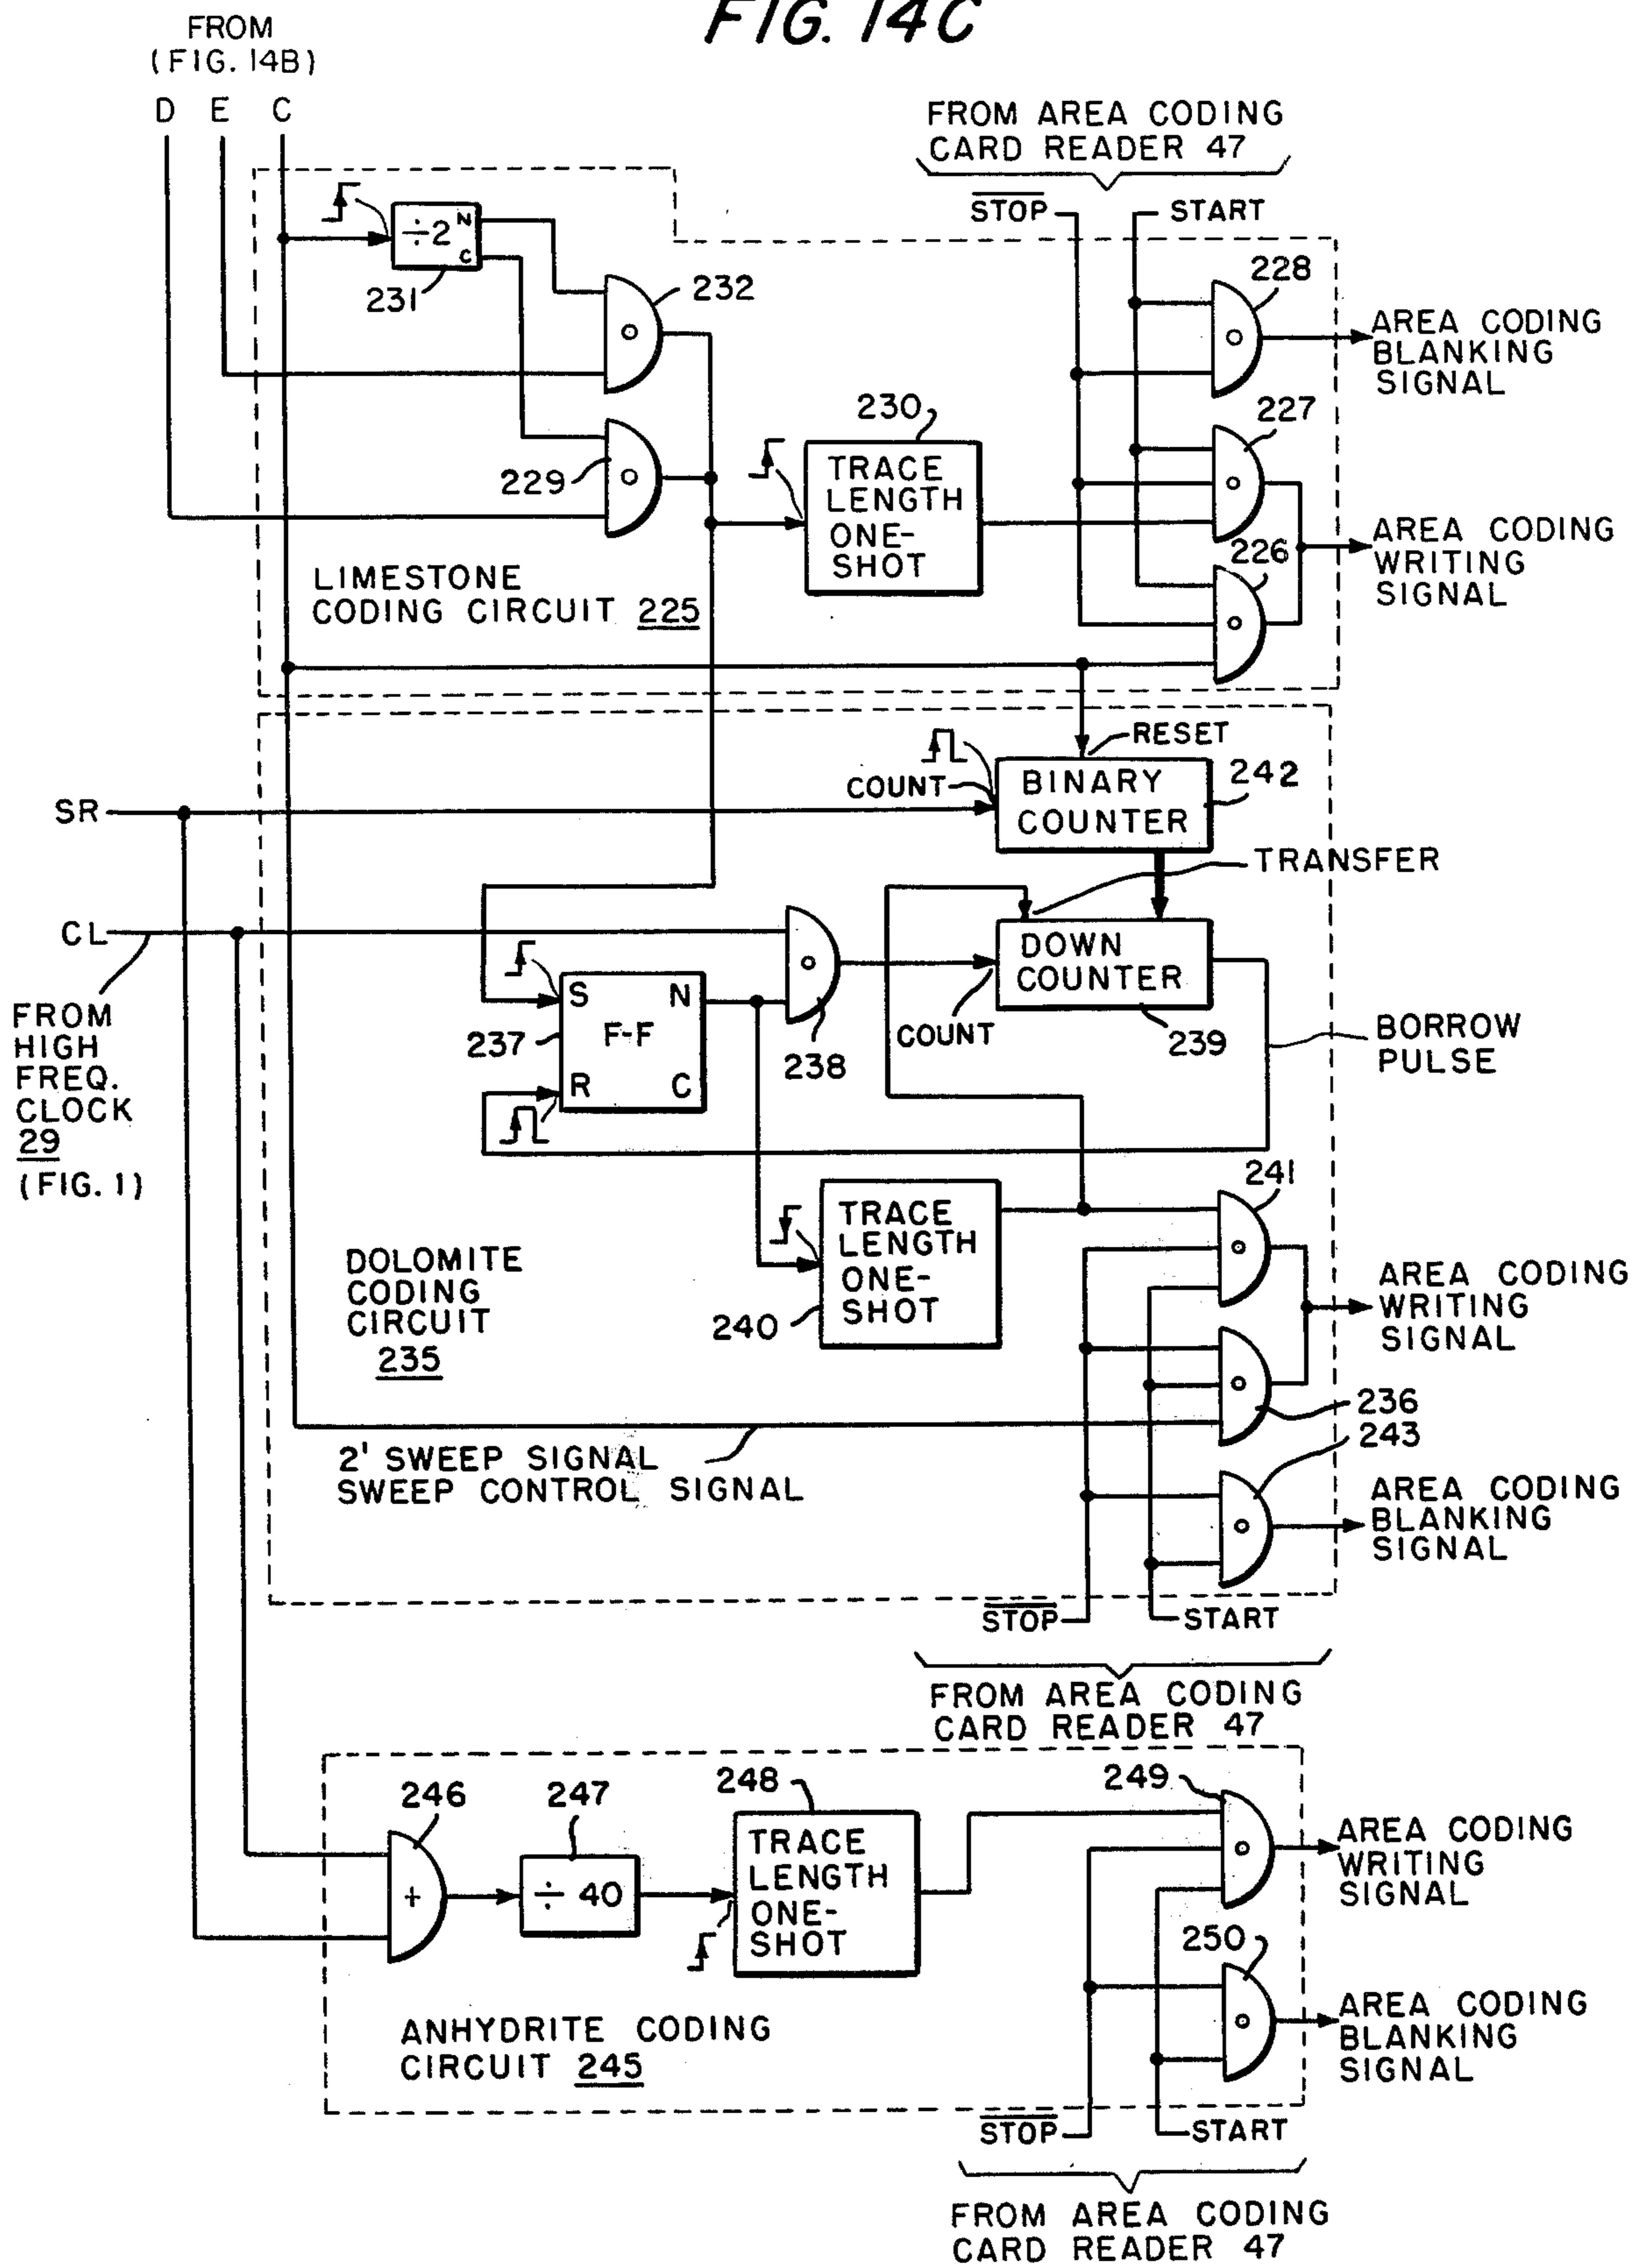 FIG. 14C
FROM
(FIG. 14B)
D E C
FROM AREA CODING
CARD READER 47
STOP START
÷2 N
C
231
232
228
AREA CODING
BLANKING
SIGNAL
227
230
TRACE
LENGTH
ONE-
SHOT
229
AREA CODING
WRITING
SIGNAL
226
LIMESTONE
CODING CIRCUIT 225
RESET
SR
COUNT
BINARY
COUNTER
242
TRANSFER
CL
FROM
HIGH
FREQ.
CLOCK
29
(FIG. 1)
S N
F-F
R C
237
238
DOWN
COUNTER
COUNT
239
BORROW
PULSE
241
TRACE
LENGTH
ONE-
SHOT
240
DOLOMITE
CODING
CIRCUIT
235
AREA CODING
WRITING
SIGNAL
236
243
2' SWEEP SIGNAL
SWEEP CONTROL SIGNAL
AREA CODING
BLANKING
SIGNAL
STOP START
FROM AREA CODING
CARD READER 47
246
+
247
÷ 40
248
TRACE
LENGTH
ONE-
SHOT
249
AREA CODING
WRITING
SIGNAL
250
AREA CODING
BLANKING
SIGNAL
ANHYDRITE CODING
CIRCUIT 245
STOP START
FROM AREA CODING
CARD READER 47